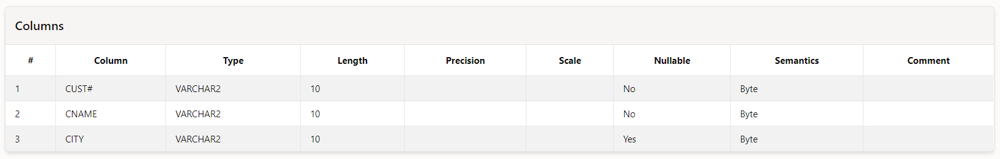 Columns
# Column Type Length Precision Scale Nullable Semantics Comment
1 CUST# VARCHAR2 10 No Byte
2 CNAME VARCHAR2 10 No Byte
3 CITY VARCHAR2 10 Yes Byte